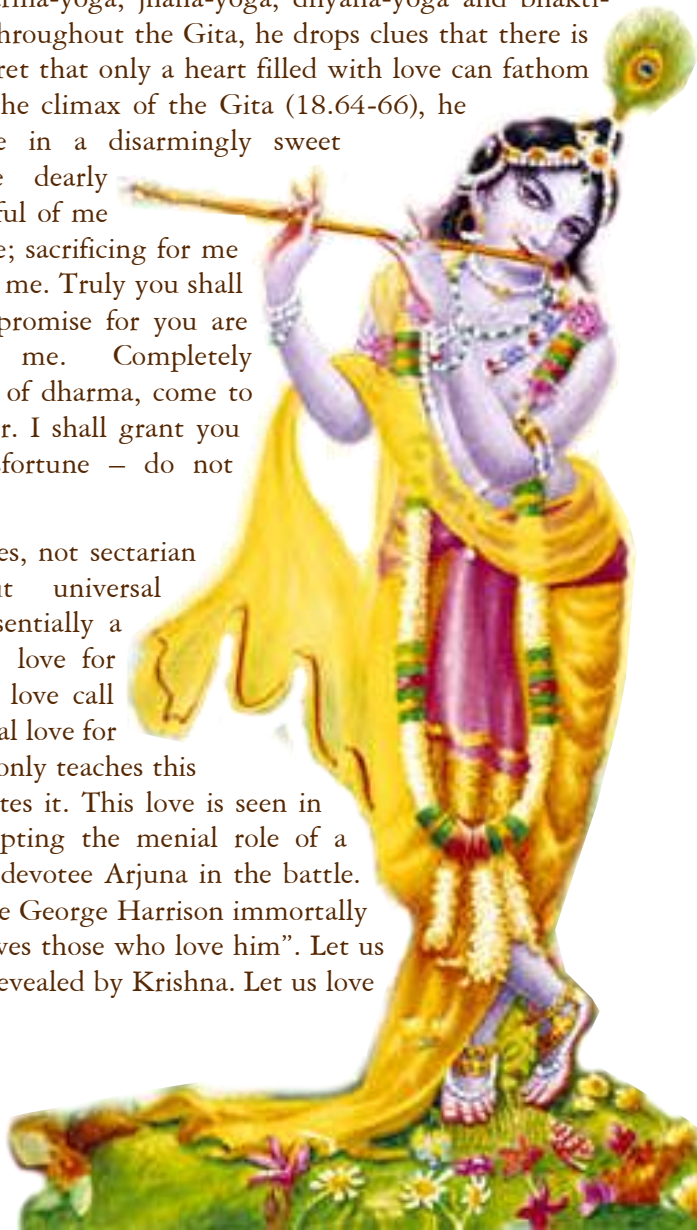 rma-yoga, jnana-yoga, dhyana-yoga and bhakti-
hroughout the Gita, he drops clues that there is
ret that only a heart filled with love can fathom
he climax of the Gita (18.64-66), he
e in a disarmingly sweet
e dearly
ful of me
e; sacrificing for me
me. Truly you shall
promise for you are
me. Completely
of dharma, come to
r. I shall grant you
sfortune – do not
es, not sectarian
ut universal
sentially a
love for
love call
al love for
only teaches this
tes it. This love is seen in
pting the menial role of a
devotee Arjuna in the battle.
e George Harrison immortally
ves those who love him”. Let us
evealed by Krishna. Let us love